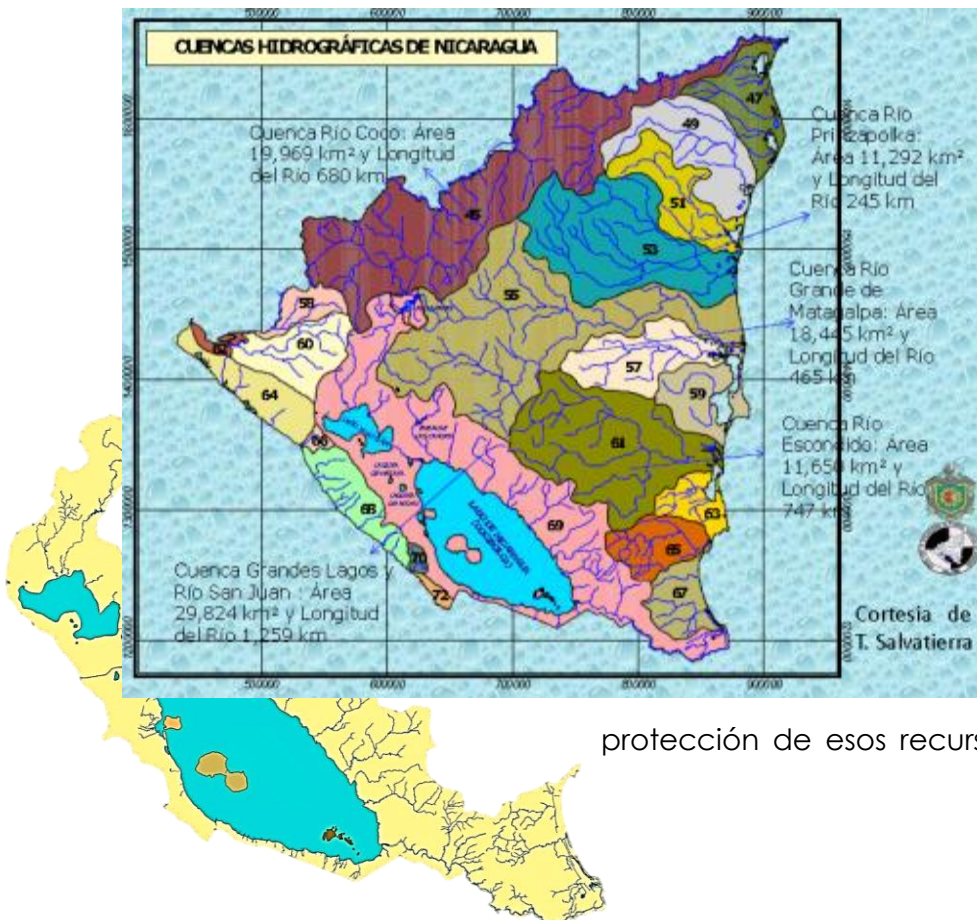 CUENCAS HIDROGRÁFICAS DE NICARAGUA
Cuenca Río Coco: Área
19,969 km² y Longitud
del Río 680 km
Cuenca Río
Área 11,292 km²
y Longitud del
Río 245 km
Cuenca Río
Grande de
Matagalpa: Área
18,445 km² y
Longitud del Río
465 km
Cuenca Río
Escondido: Área
11,650 km² y
Longitud del Río
747 km
Cuenca Grandes Lagos y
Río San Juan : Área
29,824 km² y Longitud
del Río 1,259 km
47
49
51
45
53
55
58
60
57
59
64
61
66
68
69
63
65
70
67
72
LAGO DE NICARAGUA
(COCIBOLCA)
Cortesia de
T. Salvatierra
protección de esos recurs